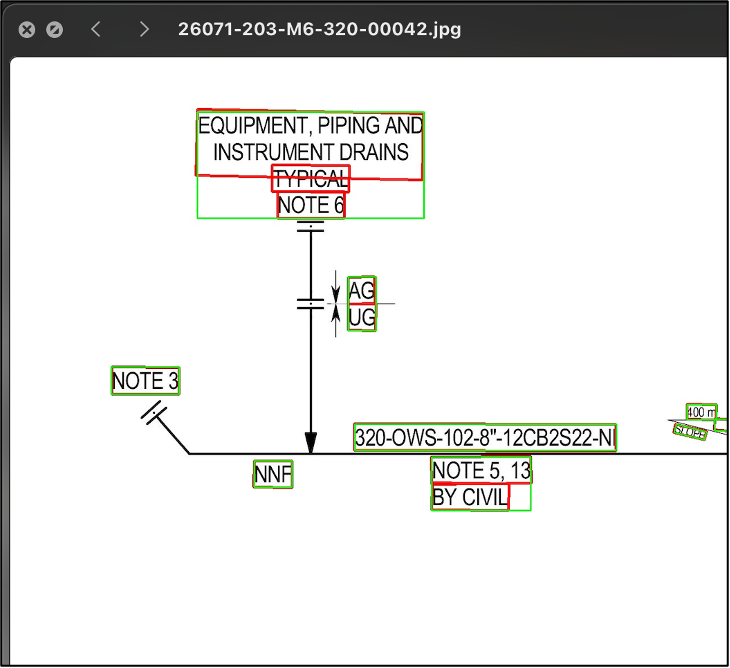 26071-203-M6-320-00042.jpg
EQUIPMENT, PIPING AND
INSTRUMENT DRAINS
TYPICAL
NOTE 6
AG
UG
NOTE 3
400 m
SLOPE
320-OWS-102-8"-12CB2S22-NI
NOTE 5, 13
NNF
BY CIVIL